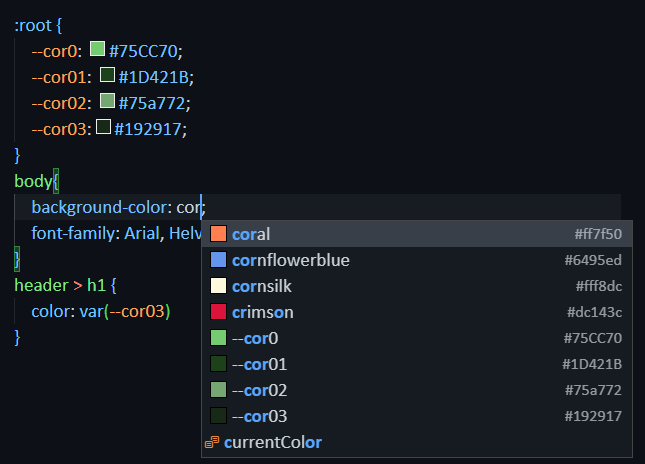 :root {
--cor0: #75CC70;
--cor01: #1D421B;
--cor02: #75a772;
--cor03: #192917;
}
body{
background-color: cor;
font-family: Arial, Helv
coral #ff7f50
cornflowerblue #6495ed
cornsilk #fff8dc
crimson #dc143c
--cor0 #75CC70
--cor01 #1D421B
--cor02 #75a772
--cor03 #192917
currentColor
}
header > h1 {
color: var(--cor03)
}